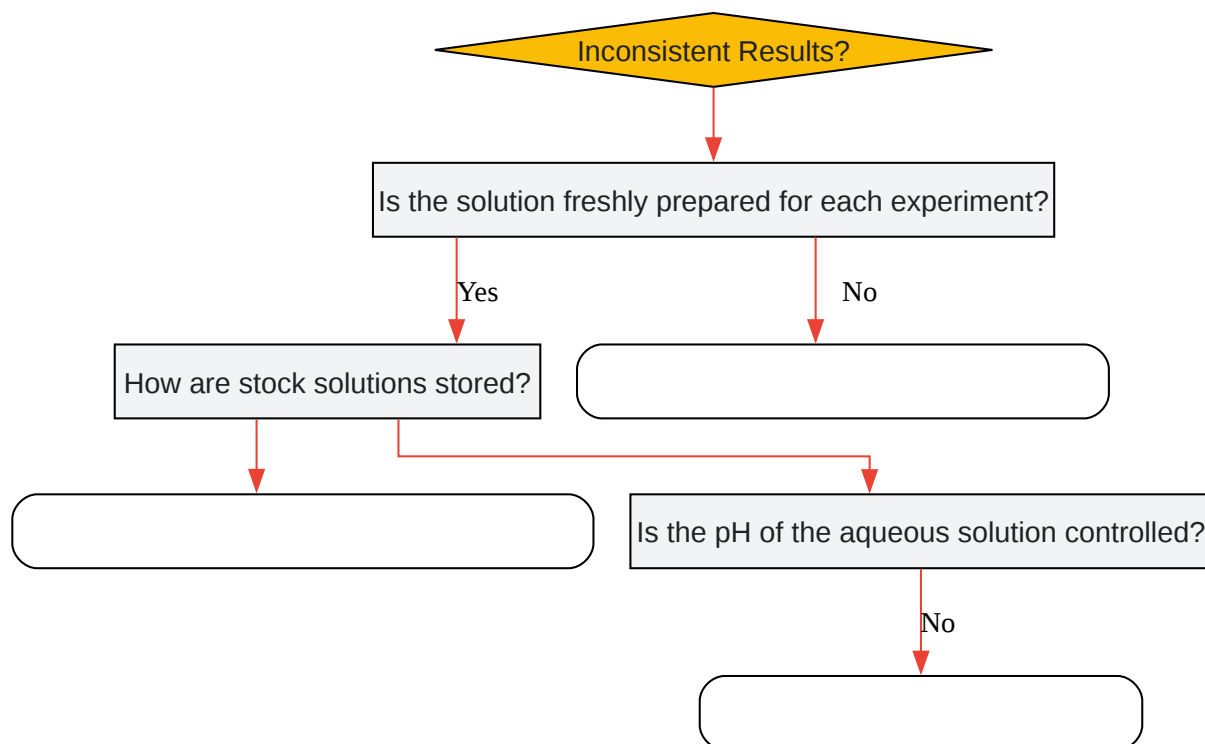 Inconsistent Results?
Is the solution freshly prepared for each experiment?
Yes
No
How are stock solutions stored?
Is the pH of the aqueous solution controlled?
No